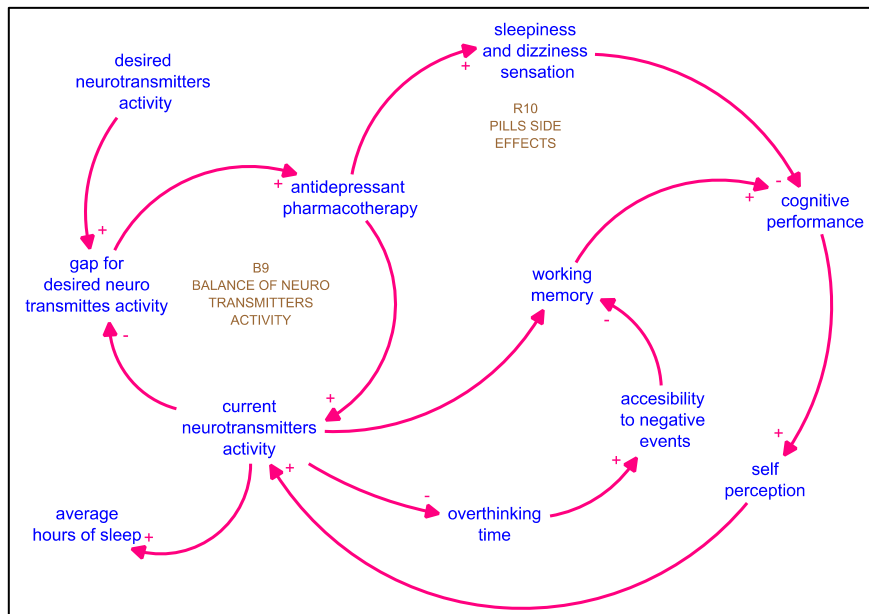 sleepiness
and dizziness
sensation
+
desired
neurotransmitters
activity
R10
PILLS SIDE
EFFECTS
+
antidepressant
pharmacotherapy
-
+
cognitive
performance
+
gap for
desired neuro
transmittes activity
-
B9
BALANCE OF NEURO
TRANSMITTERS
ACTIVITY
working
memory
-
+
current
neurotransmitters
activity
+
accesibility
to negative
events
+
+
self
perception
-
overthinking
time
average
hours of sleep
+